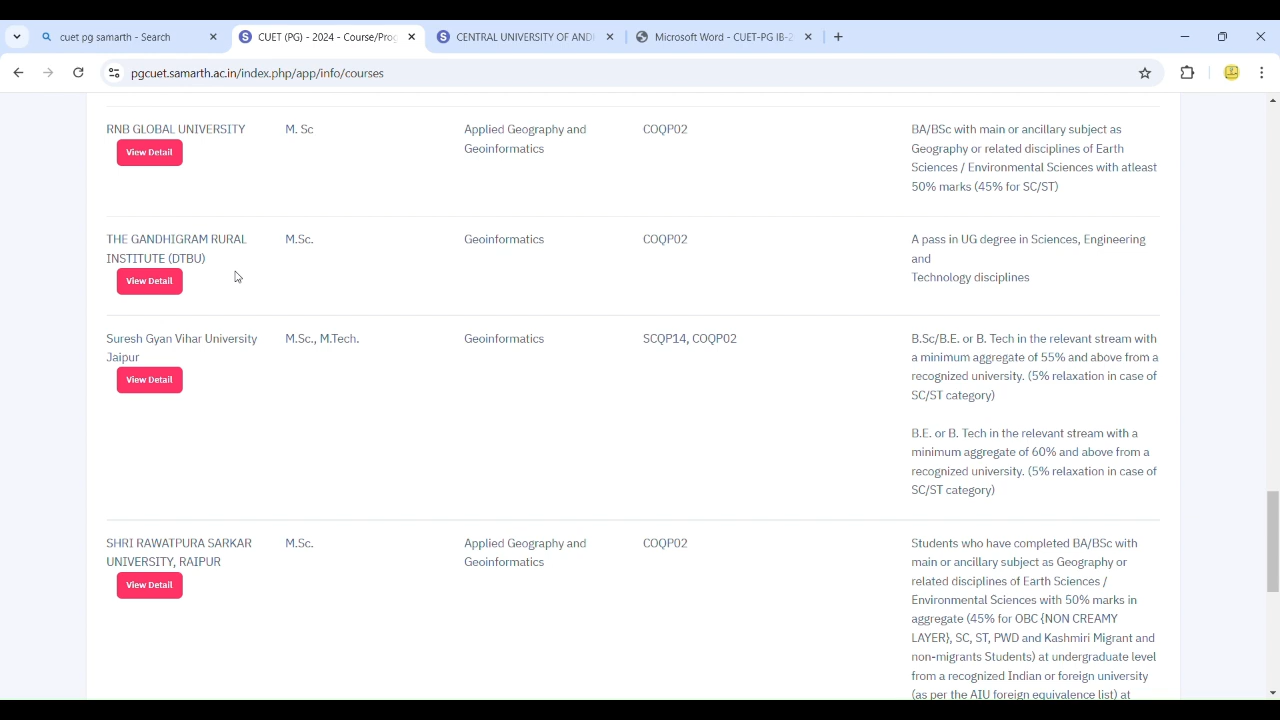 cuet pg samarth - Search
CUET (PG) - 2024 - Course/Prog
CENTRAL UNIVERSITY OF AND
Microsoft Word - CUET-PG IB-2
pgcuet.samarth.ac.in/index.php/app/info/courses
RNB GLOBAL UNIVERSITY
View Detail
M. Sc
Applied Geography and
Geoinformatics
COQP02
BA/BSc with main or ancillary subject as
Geography or related disciplines of Earth
Sciences / Environmental Sciences with atleast
50% marks (45% for SC/ST)
THE GANDHIGRAM RURAL
INSTITUTE (DTBU)
View Detail
M.Sc.
Geoinformatics
COQP02
A pass in UG degree in Sciences, Engineering
and
Technology disciplines
Suresh Gyan Vihar University
Jaipur
View Detail
M.Sc., M.Tech.
Geoinformatics
SCQP14, COQP02
B.Sc/B.E. or B. Tech in the relevant stream with
a minimum aggregate of 55% and above from a
recognized university. (5% relaxation in case of
SC/ST category)
B.E. or B. Tech in the relevant stream with a
minimum aggregate of 60% and above from a
recognized university. (5% relaxation in case of
SC/ST category)
SHRI RAWATPURA SARKAR
UNIVERSITY, RAIPUR
View Detail
M.Sc.
Applied Geography and
Geoinformatics
COQP02
Students who have completed BA/BSc with
main or ancillary subject as Geography or
related disciplines of Earth Sciences /
Environmental Sciences with 50% marks in
aggregate (45% for OBC {NON CREAMY
LAYER}, SC, ST, PWD and Kashmiri Migrant and
non-migrants Students) at undergraduate level
from a recognized Indian or foreign university
(as per the AIU foreign equivalence list) at